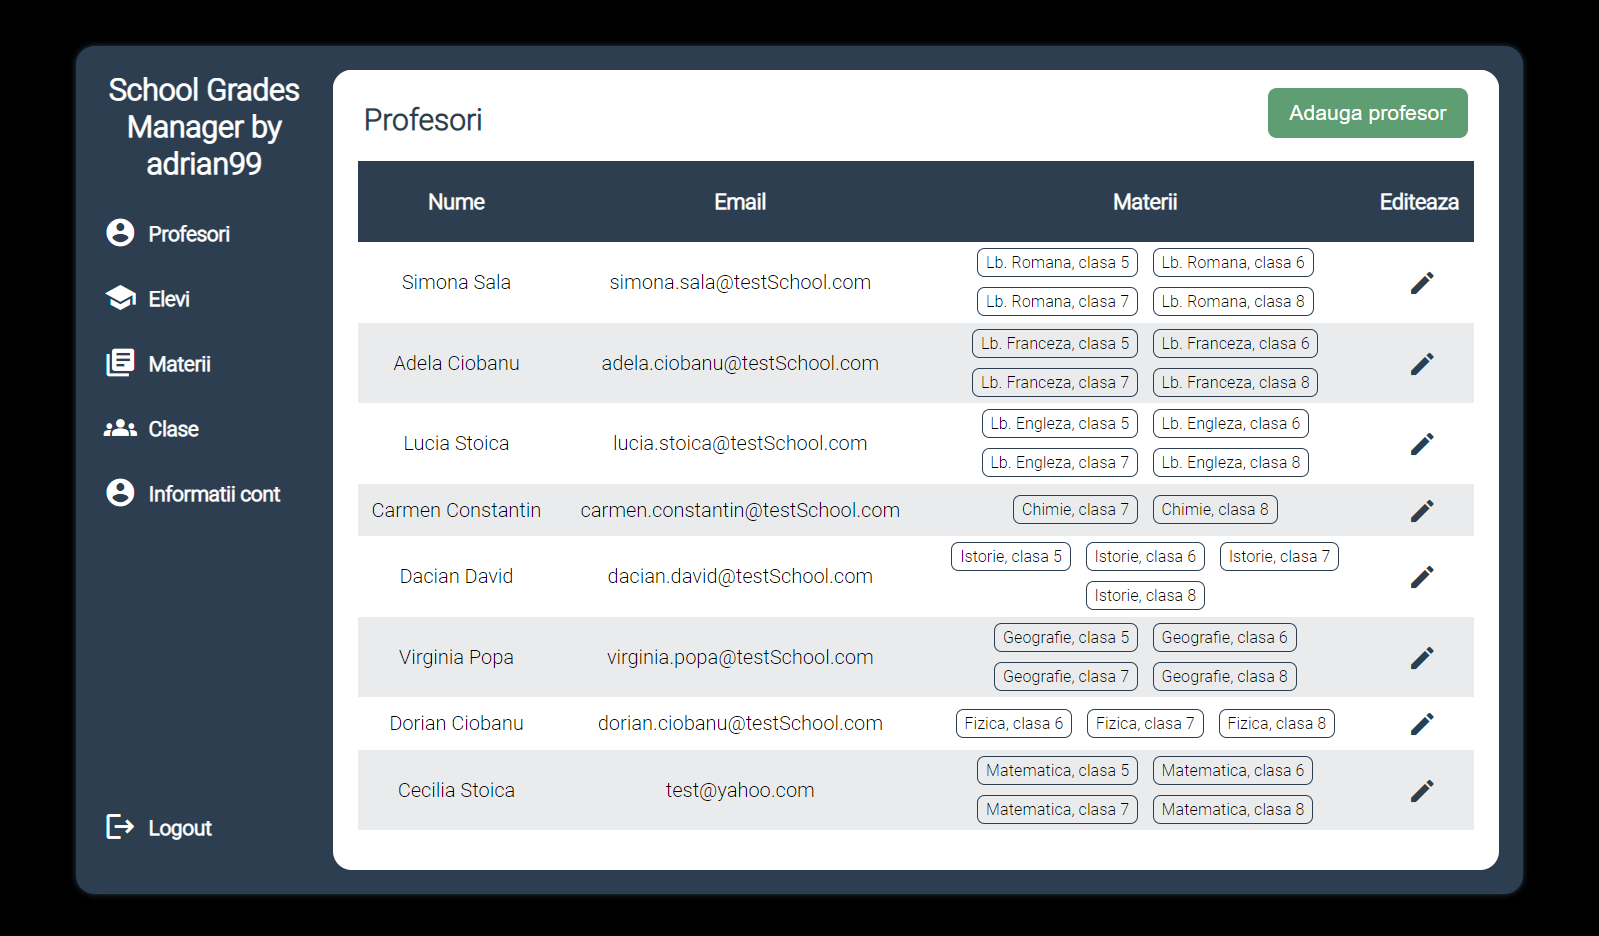 School Grades
Manager by
adrian99
Profesori
Elevi
Materii
Clase
Informatii cont
Logout
Profesori
Adauga profesor
Nume Email Materii Editeaza
Simona Sala simona.sala@testSchool.com Lb. Romana, clasa 5 Lb. Romana, clasa 6
Lb. Romana, clasa 7 Lb. Romana, clasa 8
Adela Ciobanu adela.ciobanu@testSchool.com Lb. Franceza, clasa 5 Lb. Franceza, clasa 6
Lb. Franceza, clasa 7 Lb. Franceza, clasa 8
Lucia Stoica lucia.stoica@testSchool.com Lb. Engleza, clasa 5 Lb. Engleza, clasa 6
Lb. Engleza, clasa 7 Lb. Engleza, clasa 8
Carmen Constantin carmen.constantin@testSchool.com Chimie, clasa 7 Chimie, clasa 8
Dacian David dacian.david@testSchool.com Istorie, clasa 5 Istorie, clasa 6 Istorie, clasa 7
Istorie, clasa 8
Virginia Popa virginia.popa@testSchool.com Geografie, clasa 5 Geografie, clasa 6
Geografie, clasa 7 Geografie, clasa 8
Dorian Ciobanu dorian.ciobanu@testSchool.com Fizica, clasa 6 Fizica, clasa 7 Fizica, clasa 8
Cecilia Stoica test@yahoo.com Matematica, clasa 5 Matematica, clasa 6
Matematica, clasa 7 Matematica, clasa 8